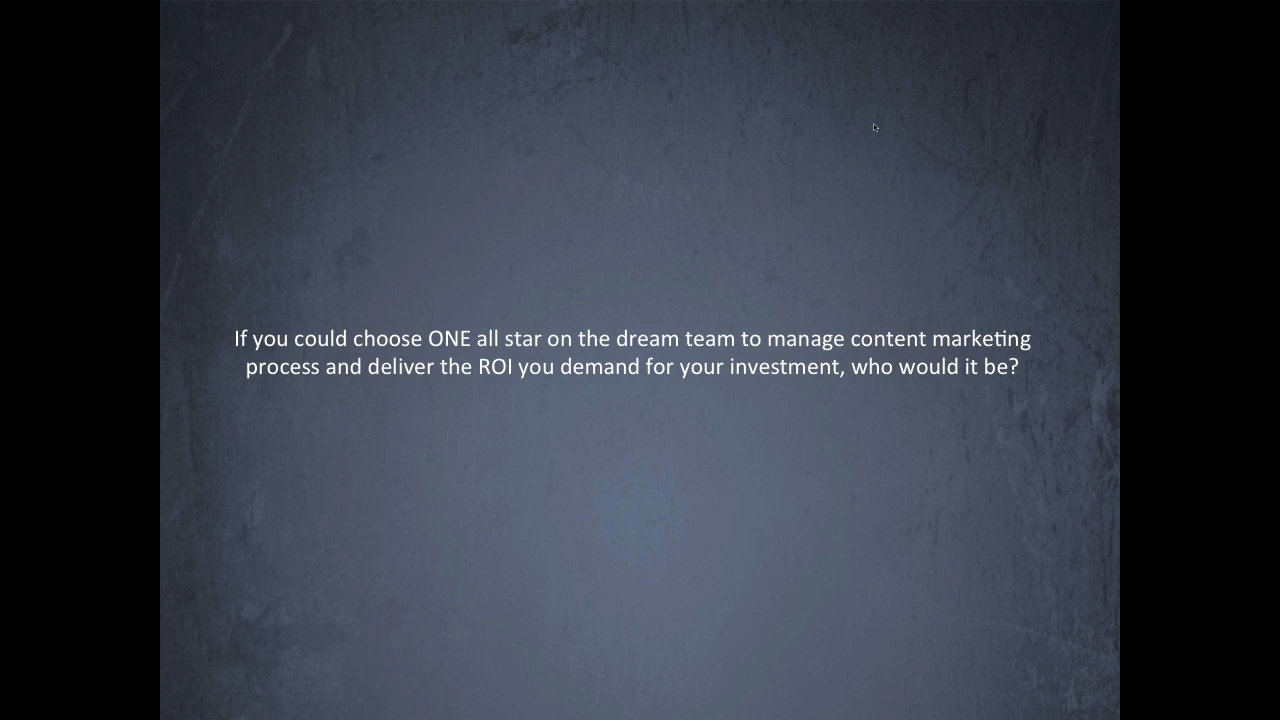 If you could choose ONE all star on the dream team to manage content marketing
process and deliver the ROI you demand for your investment, who would it be?